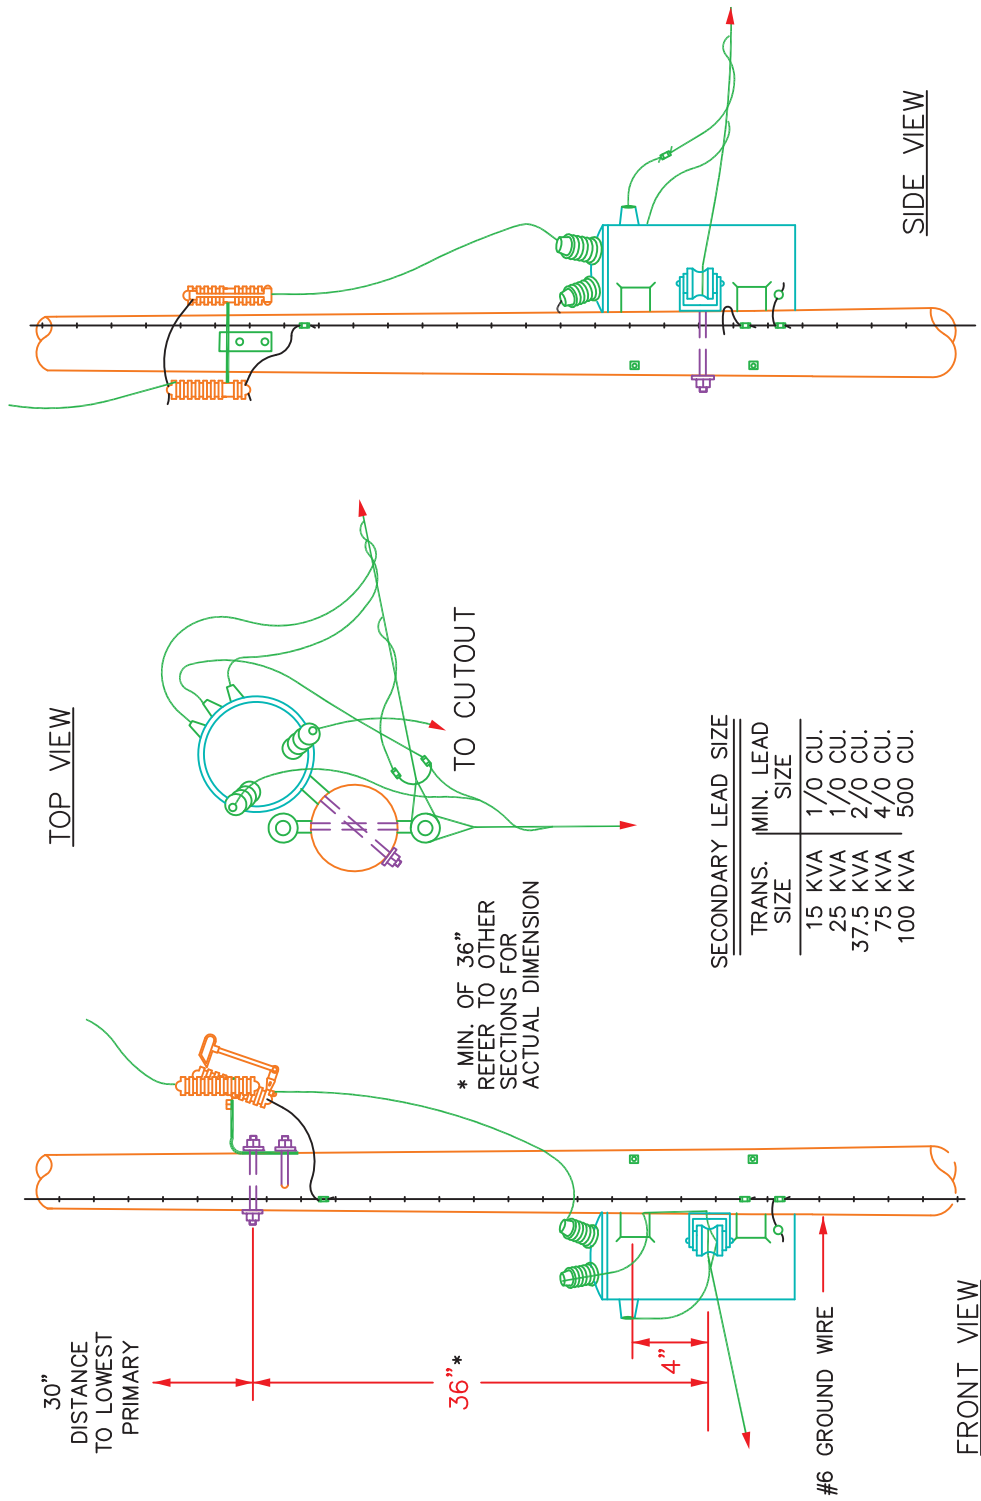 30"
DISTANCE
TO LOWEST
PRIMARY
36"*
4"
#6 GROUND WIRE
FRONT VIEW
TOP VIEW
TO CUTOUT
* MIN. OF 36"
REFER TO OTHER
SECTIONS FOR
ACTUAL DIMENSION
SECONDARY LEAD SIZE
TRANS. SIZE MIN. LEAD SIZE
15 KVA 1/0 CU.
25 KVA 1/0 CU.
37.5 KVA 2/0 CU.
75 KVA 4/0 CU.
100 KVA 500 CU.
SIDE VIEW